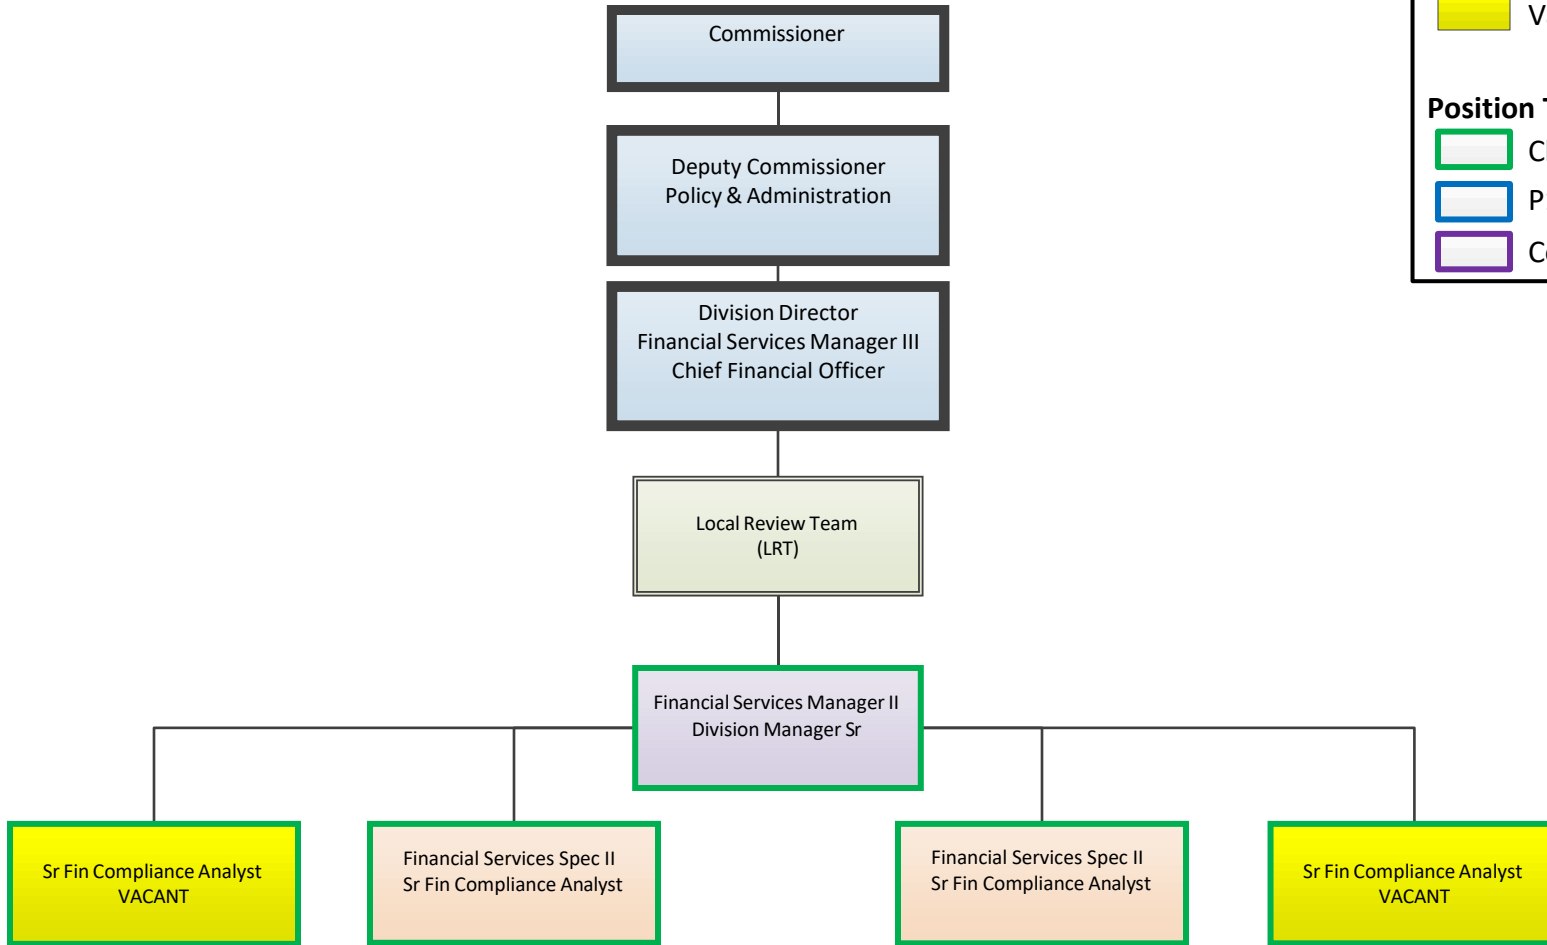 Commissioner
Deputy Commissioner
Policy & Administration
Division Director
Financial Services Manager III
Chief Financial Officer
Local Review Team
(LRT)
Financial Services Manager II
Division Manager Sr
Sr Fin Compliance Analyst
VACANT
Financial Services Spec II
Sr Fin Compliance Analyst
Financial Services Spec II
Sr Fin Compliance Analyst
Sr Fin Compliance Analyst
VACANT
Position